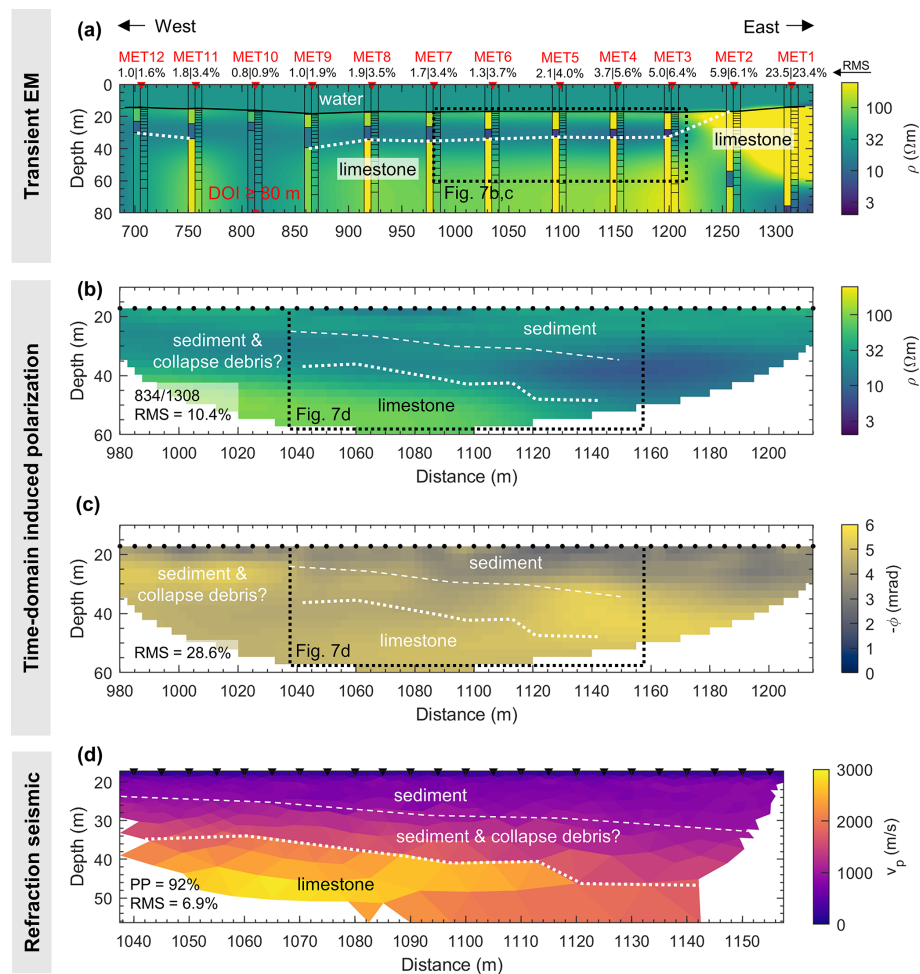 Transient EM
(a)
West
East
MET12 MET11 MET10 MET9 MET8 MET7 MET6 MET5 MET4 MET3 MET2 MET1
1.0|1.6% 1.8|3.4% 0.8|0.9% 1.0|1.9% 1.9|3.5% 1.7|3.4% 1.3|3.7% 2.1|4.0% 3.7|5.6% 5.0|6.4% 5.9|6.1% 23.5|23.4%
RMS
Depth (m)
0
20
40
60
80
water
limestone
limestone
DOI ≥ 80 m
Fig. 7b,c
700 750 800 850 900 950 1000 1050 1100 1150 1200 1250 1300
100
32
10
3
ρ (Ωm)
Time-domain induced polarization
(b)
Depth (m)
20
40
60
sediment &
collapse debris?
sediment
limestone
834/1308
RMS = 10.4%
Fig. 7d
980 1000 1020 1040 1060 1080 1100 1120 1140 1160 1180 1200
Distance (m)
100
32
10
3
ρ (Ωm)
(c)
Depth (m)
20
40
60
sediment &
collapse debris?
sediment
limestone
RMS = 28.6%
Fig. 7d
980 1000 1020 1040 1060 1080 1100 1120 1140 1160 1180 1200
Distance (m)
6
5
4
3
2
1
0
-ϕ (mrad)
Refraction seismic
(d)
Depth (m)
20
30
40
50
sediment
sediment & collapse debris?
limestone
PP = 92%
RMS = 6.9%
1040 1050 1060 1070 1080 1090 1100 1110 1120 1130 1140 1150
Distance (m)
3000
2000
1000
0
vp (m/s)